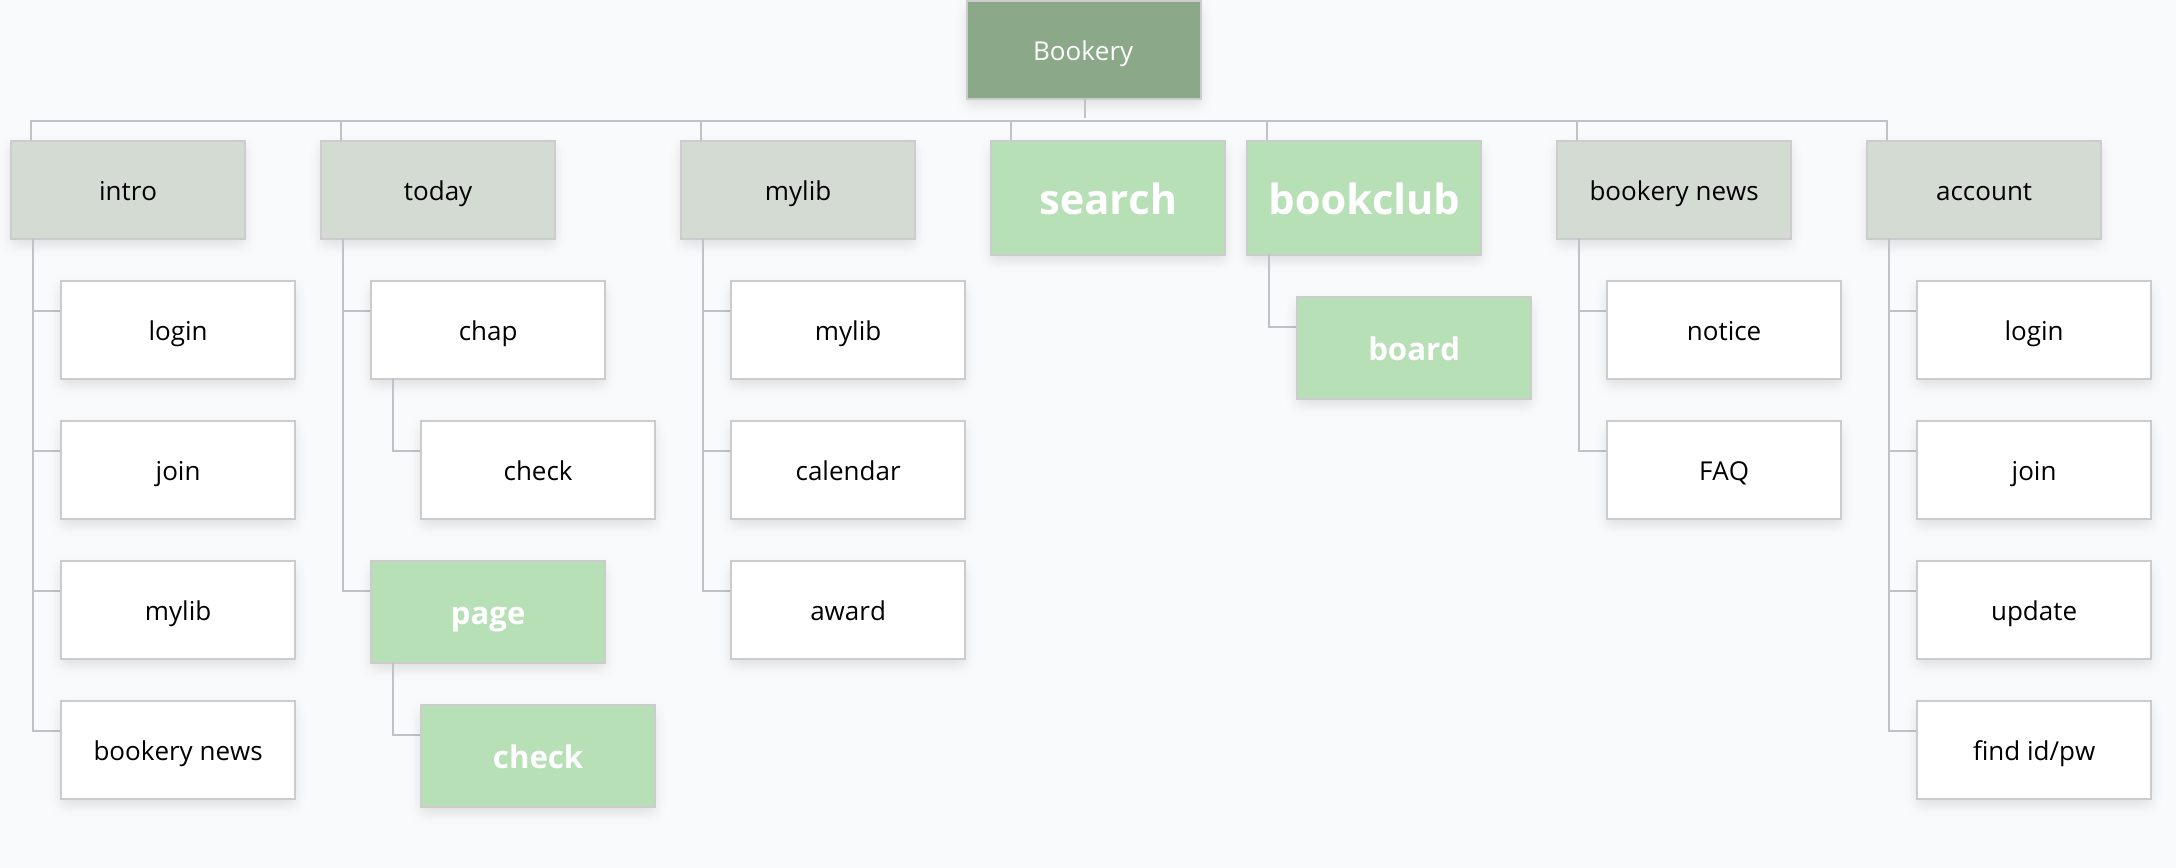 Bookery
intro
login
join
mylib
bookery news
today
chap
check
page
check
mylib
mylib
calendar
award
search
bookclub
board
bookery news
notice
FAQ
account
login
join
update
find id/pw